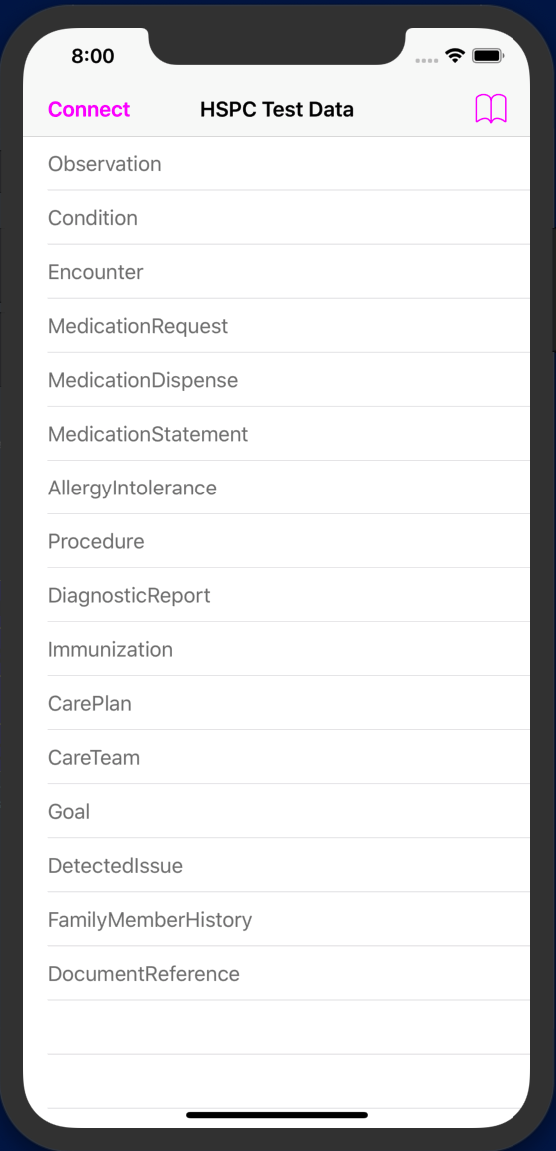 8:00
Connect HSPC Test Data
Observation
Condition
Encounter
MedicationRequest
MedicationDispense
MedicationStatement
AllergyIntolerance
Procedure
DiagnosticReport
Immunization
CarePlan
CareTeam
Goal
DetectedIssue
FamilyMemberHistory
DocumentReference